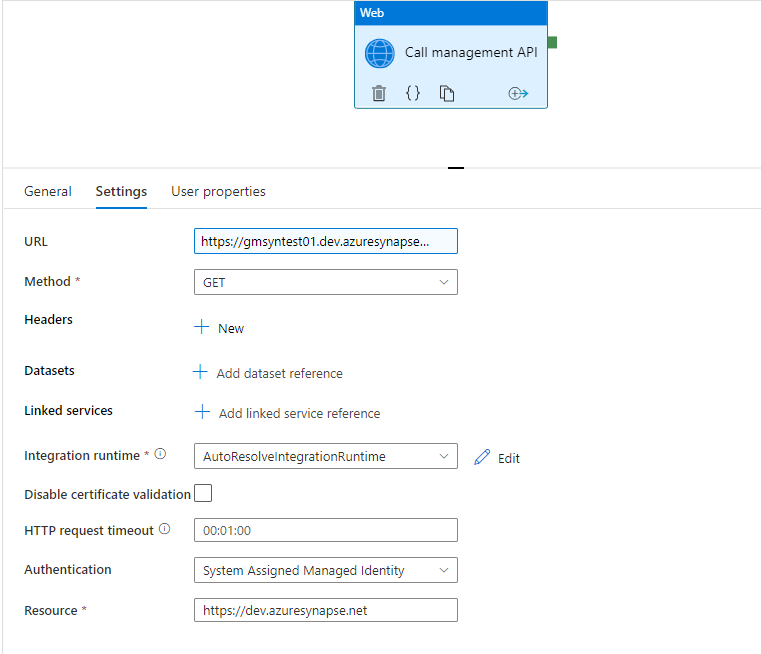 Web
Call management API
General Settings User properties
URL https://gmsyntest01.dev.azuresynapse...
Method * GET
Headers
New
Datasets
Add dataset reference
Linked services
Add linked service reference
Integration runtime * AutoResolveIntegrationRuntime Edit
Disable certificate validation
HTTP request timeout 00:01:00
Authentication System Assigned Managed Identity
Resource * https://dev.azuresynapse.net